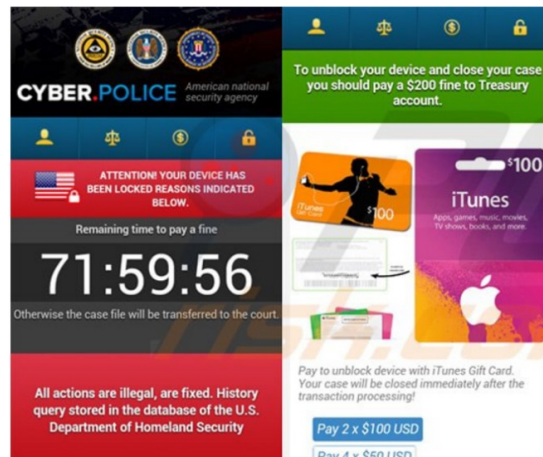 CYBER.POLICE
American national
security agency
ATTENTION! YOUR DEVICE HAS
BEEN LOCKED REASONS INDICATED
BELOW.
Remaining time to pay a fine
71:59:56
Otherwise the case file will be transferred to the court.
All actions are illegal, are fixed. History
query stored in the database of the U.S.
Department of Homeland Security
To unblock your device and close your case
you should pay a $200 fine to Treasury
account.
iTunes
$100
$100
iTunes
Apps, games, music, movies,
TV shows, books, and more.
Pay to unblock device with iTunes Gift Card.
Your case will be closed immediately after the
transaction processing!
Pay 2 x $100 USD
Pay 4 x $50 USD